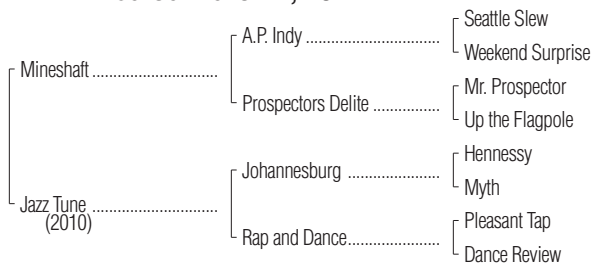 Seattle Slew
A.P. Indy ..............................
Weekend Surprise
Mineshaft ............................
Mr. Prospector
Prospectors Delite ...............
Up the Flagpole
Hennessy
Johannesburg .....................
Myth
Jazz Tune ............................
(2010)
Pleasant Tap
Rap and Dance.....................
Dance Review